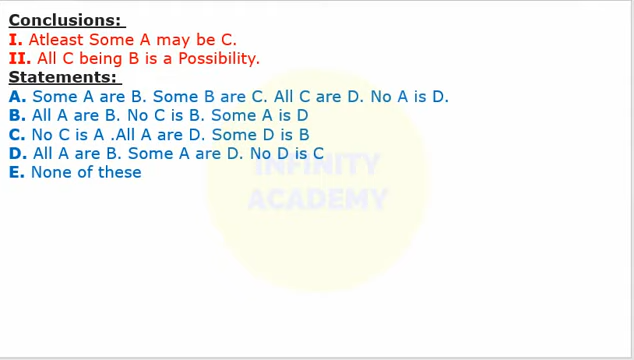 Conclusions:
I. Atleast Some A may be C.
II. All C being B is a Possibility.
Statements:
A. Some A are B. Some B are C. All C are D. No A is D.
B. All A are B. No C is B. Some A is D
C. No C is A .All A are D. Some D is B
D. All A are B. Some A are D. No D is C
E. None of these
INFINITY
ACADEMY